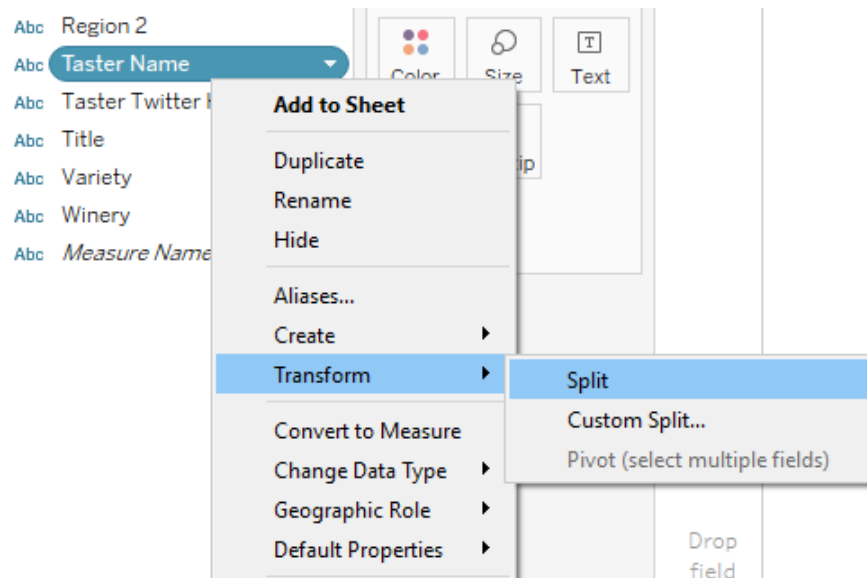 Abc Region 2
Abc Taster Name
Abc Taster Twitter
Abc Title
Abc Variety
Abc Winery
Abc Measure Name
Color Size Text
T
ip
Add to Sheet
Duplicate
Rename
Hide
Aliases...
Create
Transform
Convert to Measure
Change Data Type
Geographic Role
Default Properties
Split
Custom Split...
Pivot (select multiple fields)
Drop
field